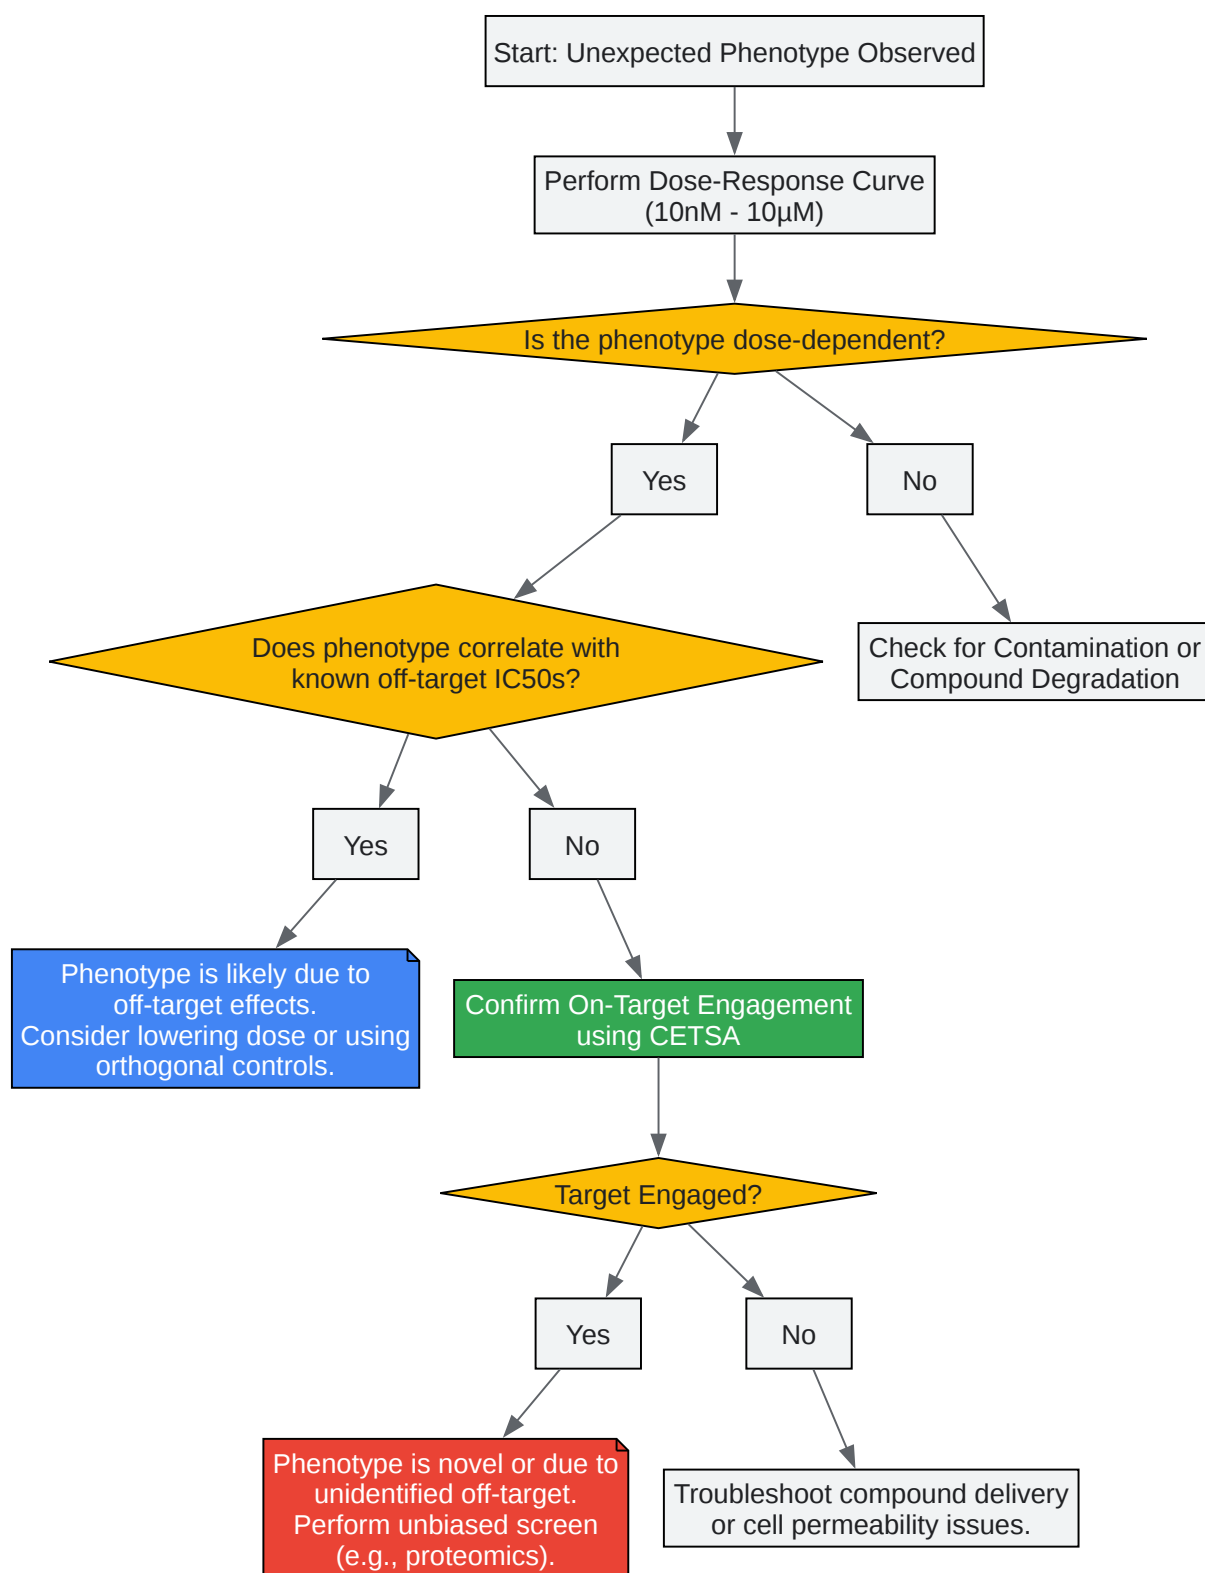 Start: Unexpected Phenotype Observed
Perform Dose-Response Curve
(10nM - 10µM)
Is the phenotype dose-dependent?
Yes
No
Does phenotype correlate with
known off-target IC50s?
Check for Contamination or
Compound Degradation
Yes
No
Phenotype is likely due to
off-target effects.
Consider lowering dose or using
orthogonal controls.
Confirm On-Target Engagement
using CETSA
Target Engaged?
Yes
No
Phenotype is novel or due to
unidentified off-target.
Perform unbiased screen
(e.g., proteomics).
Troubleshoot compound delivery
or cell permeability issues.